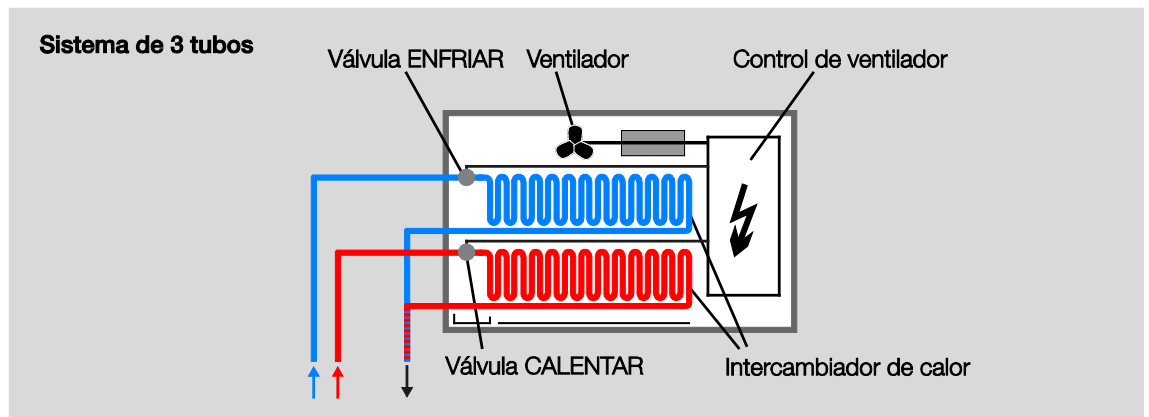 Sistema de 3 tubos
Válvula ENFRIAR
Ventilador
Control de ventilador
Válvula CALENTAR
Intercambiador de calor